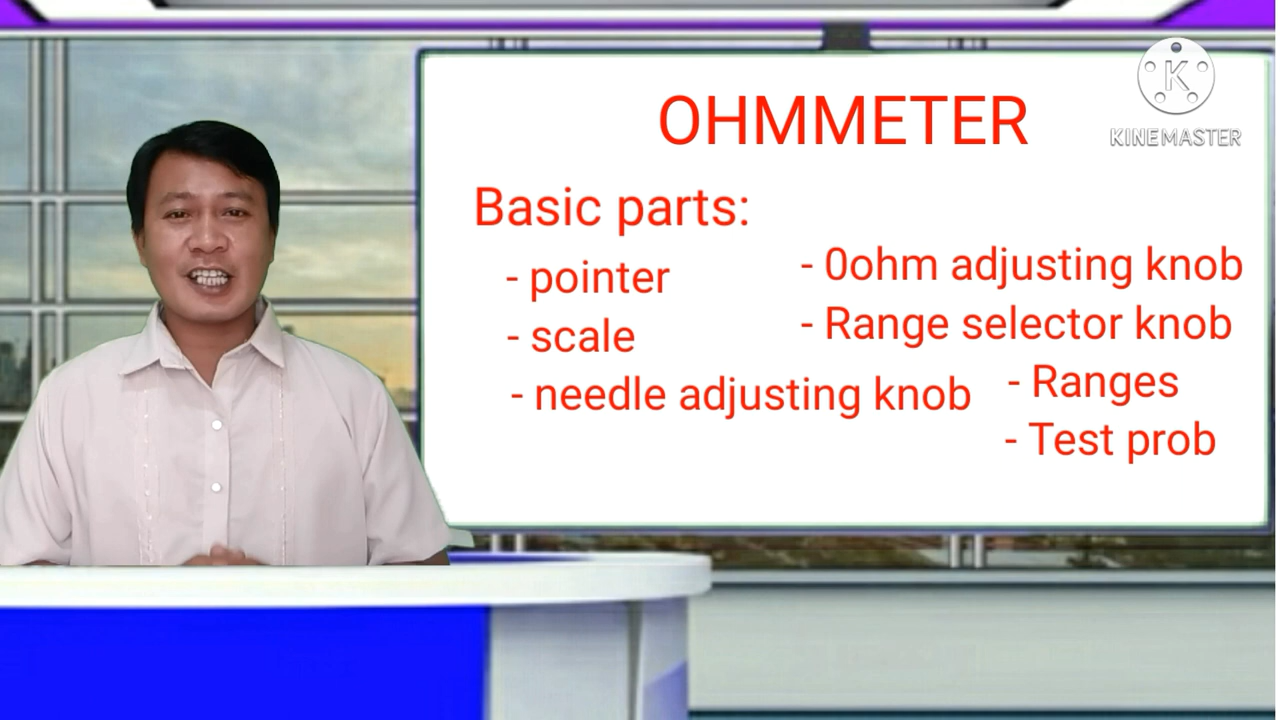 OHMMETER
KINEMASTER
Basic parts:
- pointer
- scale
- needle adjusting knob
- 0ohm adjusting knob
- Range selector knob
- Ranges
- Test prob